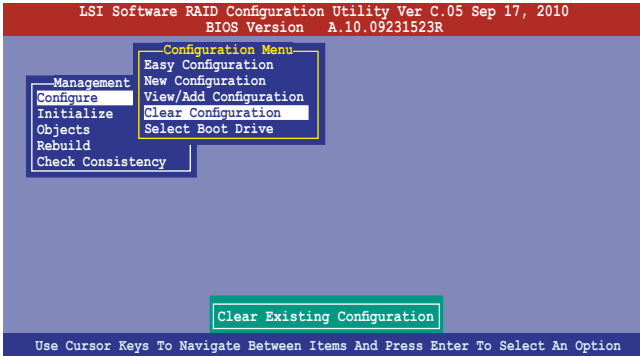 LSI Software RAID Configuration Utility Ver C.05 Sep 17, 2010
BIOS Version A.10.09231523R
Configuration Menu
Easy Configuration
New Configuration
View/Add Configuration
Clear Configuration
Select Boot Drive
Management
Configure
Initialize
Objects
Rebuild
Check Consistency
Clear Existing Configuration
Use Cursor Keys To Navigate Between Items And Press Enter To Select An Option